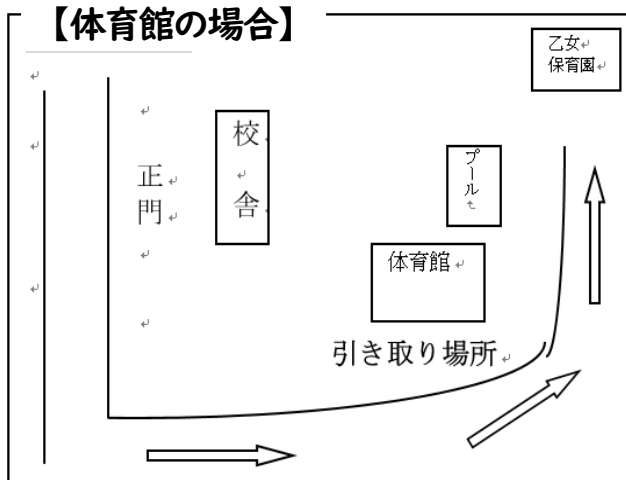 【体育館の場合】
乙女
保育園
校舎
正門
プール
体育館
引き取り場所